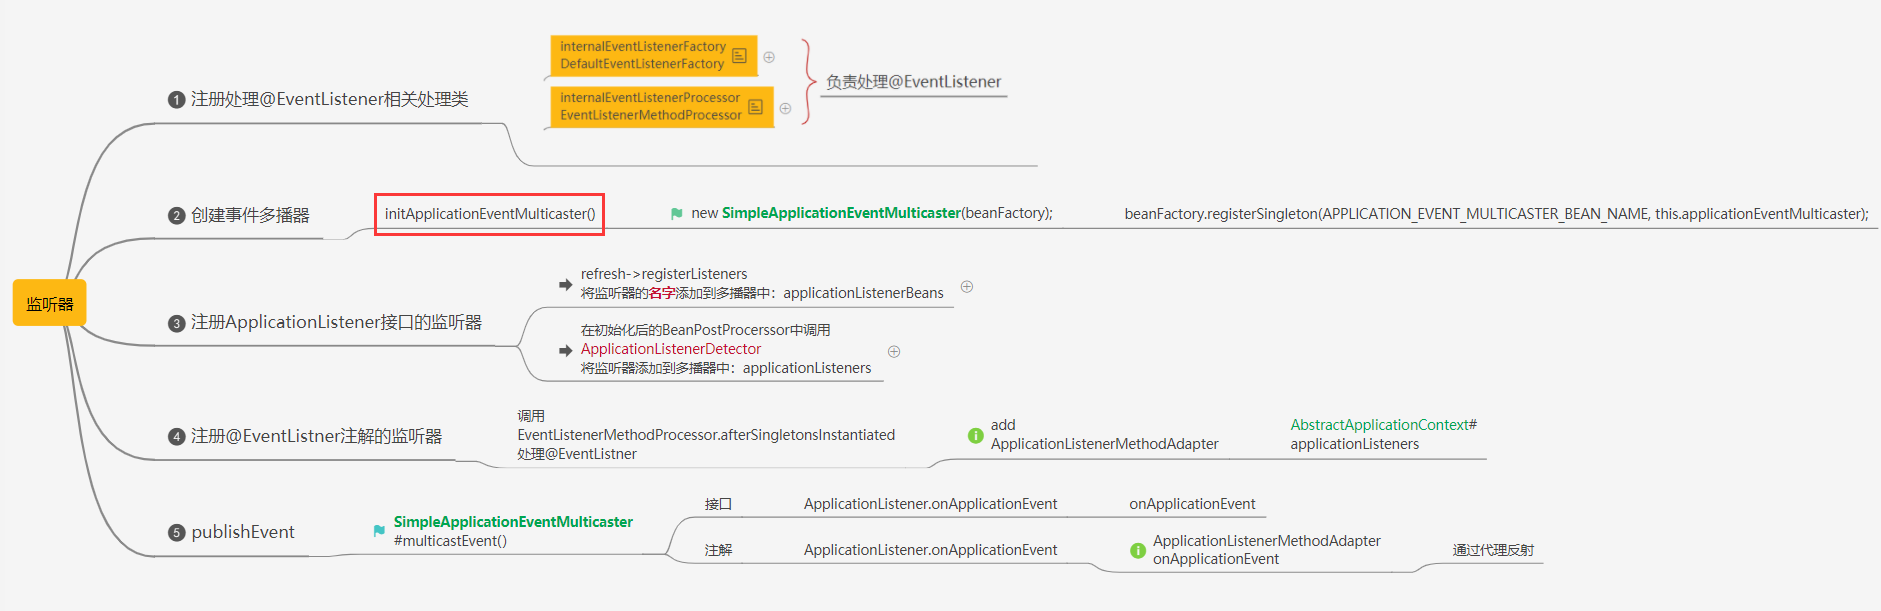 监听器
1 注册处理@EventListener相关处理类
internalEventListenerFactory
DefaultEventListenerFactory
internalEventListenerProcessor
EventListenerMethodProcessor
负责处理@EventListener
2 创建事件多播器
initApplicationEventMulticaster()
new SimpleApplicationEventMulticaster(beanFactory);
beanFactory.registerSingleton(APPLICATION_EVENT_MULTICASTER_BEAN_NAME, this.applicationEventMulticaster);
3 注册ApplicationListener接口的监听器
refresh->registerListeners
将监听器的名字添加到多播器中：applicationListenerBeans
在初始化后的BeanPostProcerssor中调用
ApplicationListenerDetector
将监听器添加到多播器中：applicationListeners
4 注册@EventListner注解的监听器
调用
EventListenerMethodProcessor.afterSingletonsInstantiated
处理@EventListner
add
ApplicationListenerMethodAdapter
AbstractApplicationContext#
applicationListeners
5 publishEvent
SimpleApplicationEventMulticaster
#multicastEvent()
接口
ApplicationListener.onApplicationEvent
onApplicationEvent
注解
ApplicationListener.onApplicationEvent
ApplicationListenerMethodAdapter
onApplicationEvent
通过代理反射